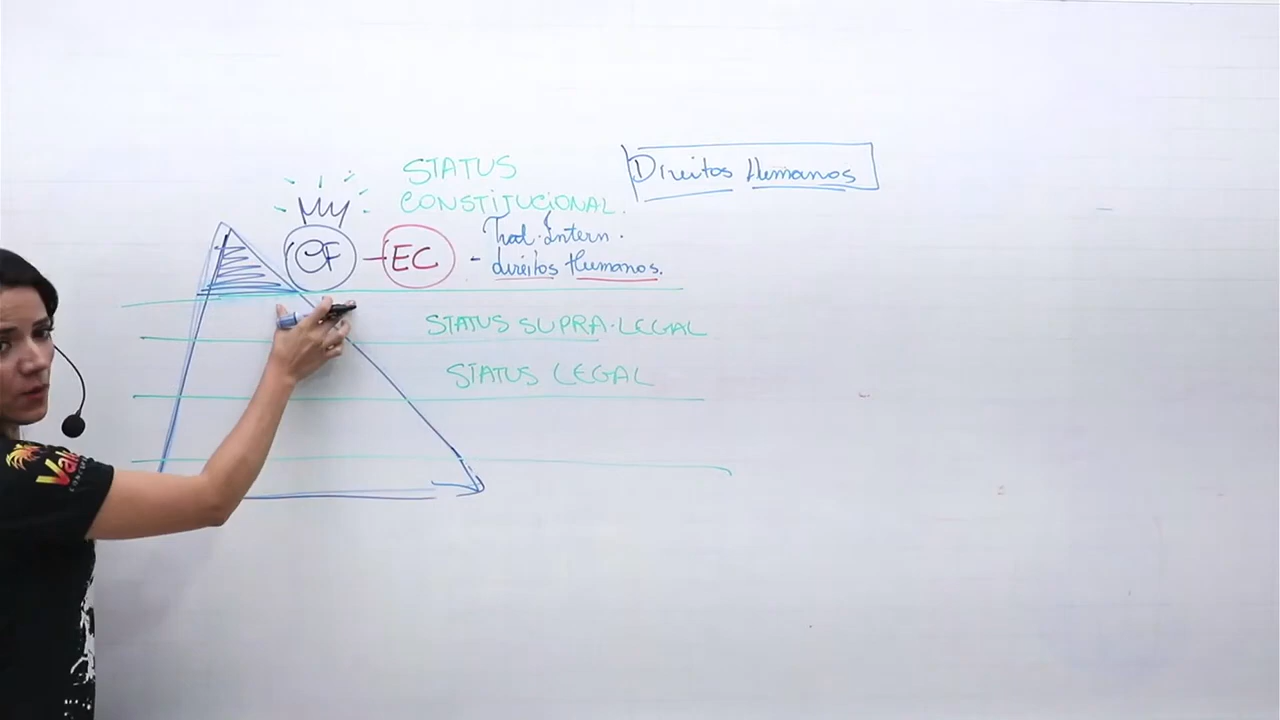 STATUS
CONSTITUCIONAL.
Direitos Humanos
CF - EC - Trat. Intern.
direitos Humanos.
STATUS SUPRA-LEGAL
STATUS LEGAL